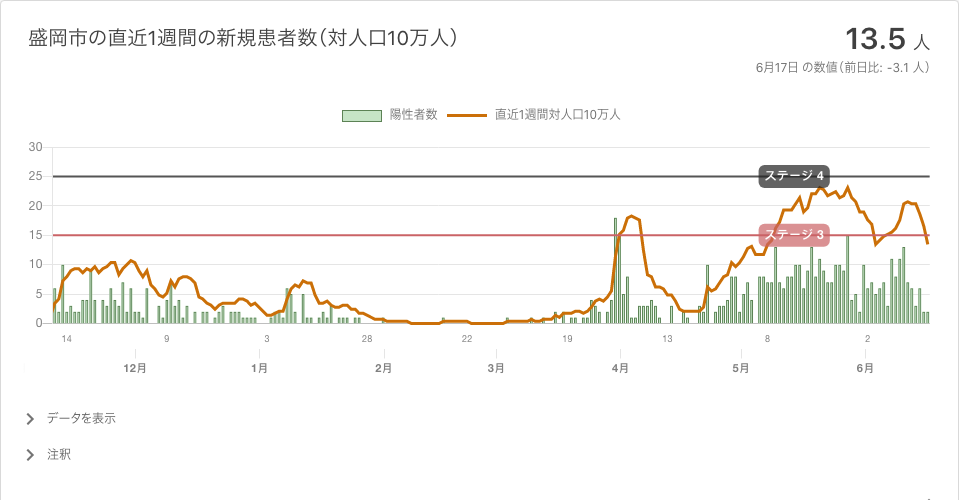 盛岡市の直近1週間の新規患者数（対人口10万人）
13.5 人
6月17日 の数値（前日比: -3.1 人）
陽性者数 直近1週間対人口10万人
30
25
20
15
10
5
0
ステージ 4
ステージ 3
14 9 3 28 22 19 13 8 2
12月 1月 2月 3月 4月 5月 6月
データを表示
注釈